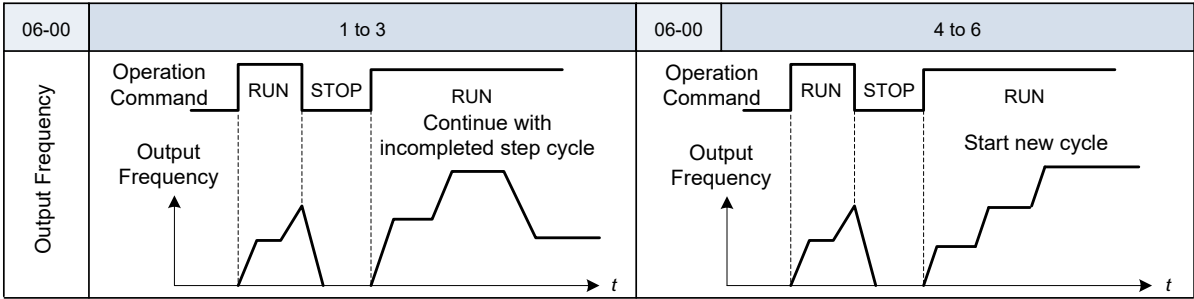 06-00
1 to 3
06-00
4 to 6
Output Frequency
Operation
Command
RUN
STOP
RUN
Continue with
incompleted step cycle
Output
Frequency
t
Operation
Command
RUN
STOP
RUN
Start new cycle
Output
Frequency
t